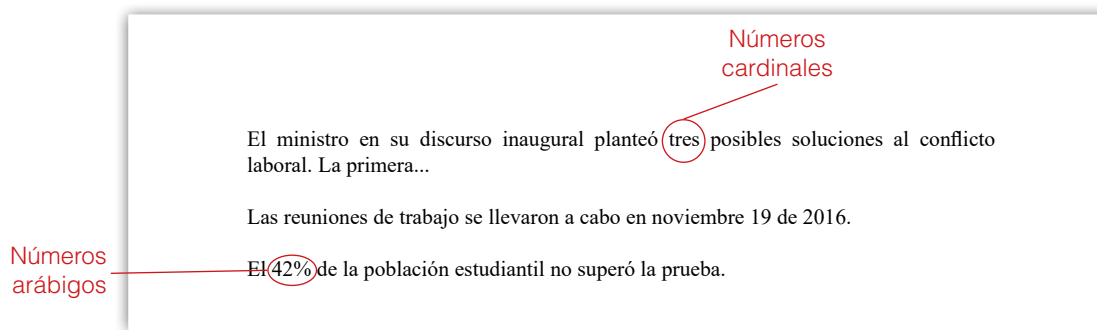 Números
cardinales
El ministro en su discurso inaugural planteó tres posibles soluciones al conflicto
laboral. La primera...
Las reuniones de trabajo se llevaron a cabo en noviembre 19 de 2016.
Números
arábigos
El 42% de la población estudiantil no superó la prueba.